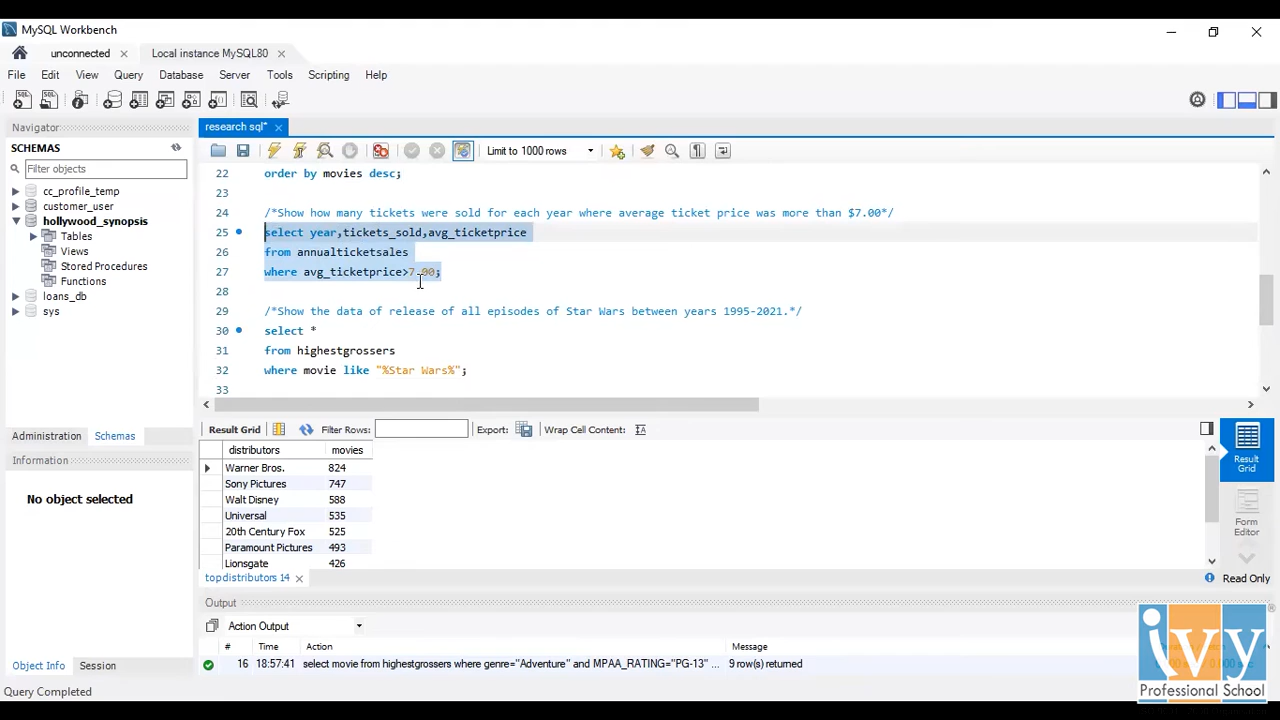 MySQL Workbench
unconnected
Local instance MySQL80
File Edit View Query Database Server Tools Scripting Help
Navigator
SCHEMAS
Filter objects
cc_profile_temp
customer_user
hollywood_synopsis
Tables
Views
Stored Procedures
Functions
loans_db
sys
Administration Schemas
Information
No object selected
Object Info Session
Query Completed
research sql*
Limit to 1000 rows
22 order by movies desc;
23
24 /*Show how many tickets were sold for each year where average ticket price was more than $7.00*/
25 select year,tickets_sold,avg_ticketprice
26 from annualticketsales
27 where avg_ticketprice>7.00;
28
29 /*Show the data of release of all episodes of Star Wars between years 1995-2021.*/
30 select *
31 from highestgrossers
32 where movie like "%Star Wars%";
33
Result Grid Filter Rows: Export: Wrap Cell Content:
distributors movies
Warner Bros. 824
Sony Pictures 747
Walt Disney 588
Universal 535
20th Century Fox 525
Paramount Pictures 493
Lionsgate 426
Result Grid
Form Editor
topdistributors 14
Read Only
Output
Action Output
# Time Action Message
16 18:57:41 select movie from highestgrossers where genre="Adventure" and MPAA_RATING="PG-13" ... 9 row(s) returned
ivy
Professional School